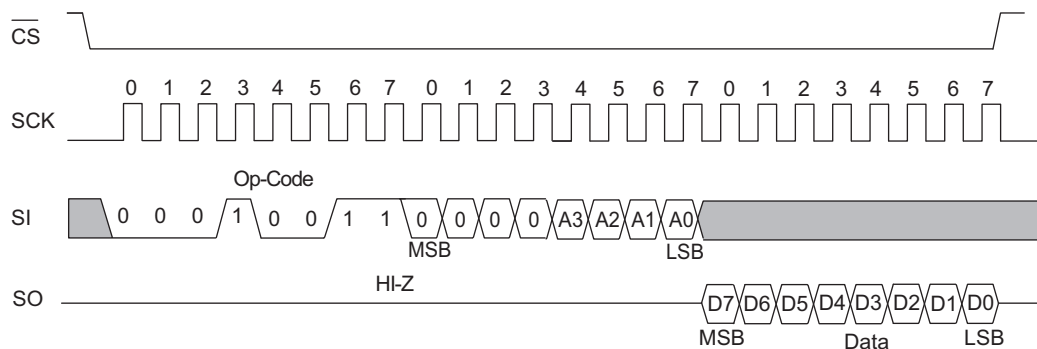 CS
0 1 2 3 4 5 6 7 0 1 2 3 4 5 6 7 0 1 2 3 4 5 6 7
SCK
Op-Code
SI 0 0 0 1 0 0 1 1 0 0 0 0 A3 A2 A1 A0
MSB LSB
HI-Z
SO D7 D6 D5 D4 D3 D2 D1 D0
MSB Data LSB